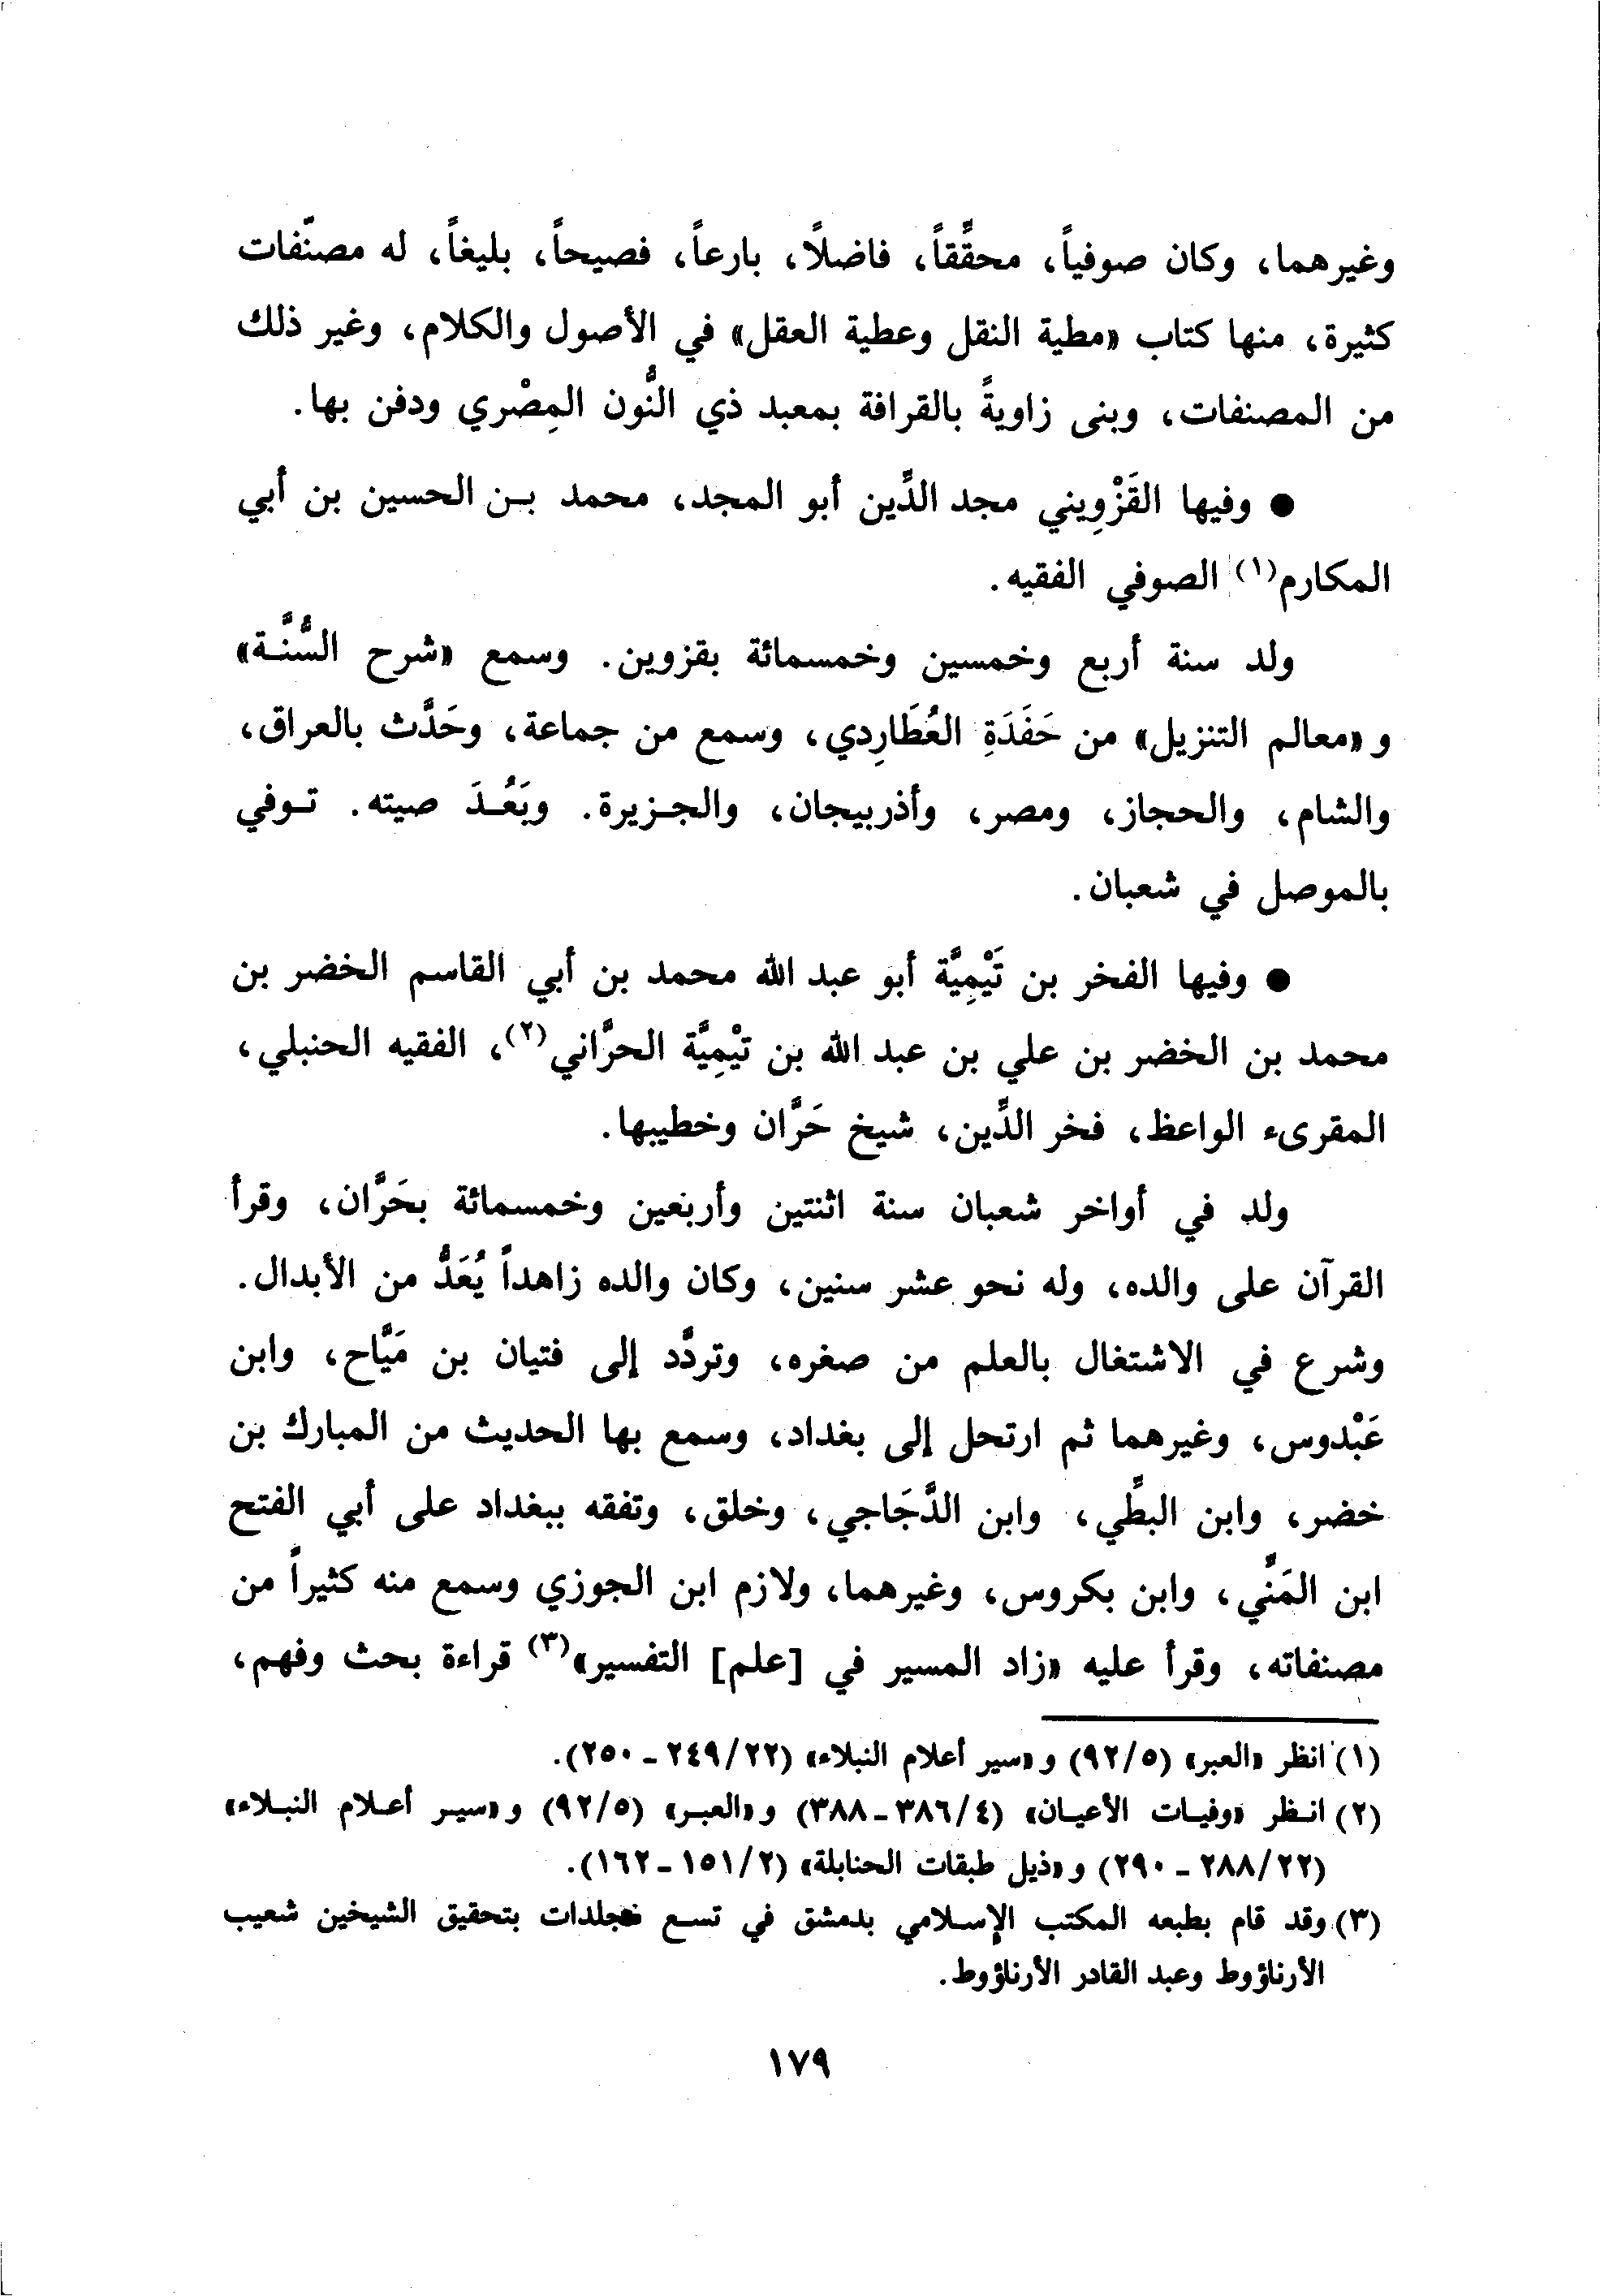 وغيرهما، وكان صوفياً، محقِّقاً، فاضلاً، بارعاً، فصيحاً، بليغاً، له مصنّفات
كثيرة، منها كتاب «مطية النقل وعطية العقل» في الأصول والكلام، وغير ذلك
من المصنفات، وبنى زاويةً بالقرافة بمعبد ذي النُّون المِصْري ودفن بها.
● وفيها القَزْوِيني مجد الدِّين أبو المجد، محمد بن الحسين بن أبي
المكارم(١) الصوفي الفقيه.
ولد سنة أربع وخمسين وخمسمائة بقزوين. وسمع «شرح السُّنَّة»
و«معالم التنزيل» من حَفَدَةِ العُطَارِدي، وسمع من جماعة، وحَدَّث بالعراق،
والشام، والحجاز، ومصر، وأذربيجان، والجزيرة. وبَعُدَ صيته. توفي
بالموصل في شعبان.
● وفيها الفخر بن تَيْمِيَّة أبو عبد الله محمد بن أبي القاسم الخضر بن
محمد بن الخضر بن علي بن عبد الله بن تيْمِيَّة الحرَّاني(٢)، الفقيه الحنبلي،
المقرىء الواعظ، فخر الدِّين، شيخ حَرَّان وخطيبها.
ولد في أواخر شعبان سنة اثنتين وأربعين وخمسمائة بحَرَّان، وقرأ
القرآن على والده، وله نحو عشر سنين، وكان والده زاهداً يُعَدُّ من الأبدال.
وشرع في الاشتغال بالعلم من صغره، وتردَّد إلى فتيان بن مَيَّاح، وابن
عَبْدوس، وغيرهما ثم ارتحل إلى بغداد، وسمع بها الحديث من المبارك بن
خضر، وابن البطِّي، وابن الدَّجَاجي، وخلق، وتفقه ببغداد على أبي الفتح
ابن المَنِّي، وابن بكروس، وغيرهما، ولازم ابن الجوزي وسمع منه كثيراً من
مصنفاته، وقرأ عليه «زاد المسير في [علم] التفسير»(٣) قراءة بحث وفهم،
(١) انظر «العبر» (٩٢/٥) و«سير أعلام النبلاء» (٢٤٩/٢٢ - ٢٥٠).
(٢) انظر «وفيات الأعيان» (٣٨٦/٤ - ٣٨٨) و«العبر» (٩٢/٥) و«سير أعلام النبلاء»
(٢٨٨/٢٢ - ٢٩٠) و«ذيل طبقات الحنابلة» (١٥١/٢ - ١٦٢).
(٣) وقد قام بطبعه المكتب الإسلامي بدمشق في تسع مجلدات بتحقيق الشيخين شعيب
الأرناؤوط وعبد القادر الأرناؤوط.
١٧٩